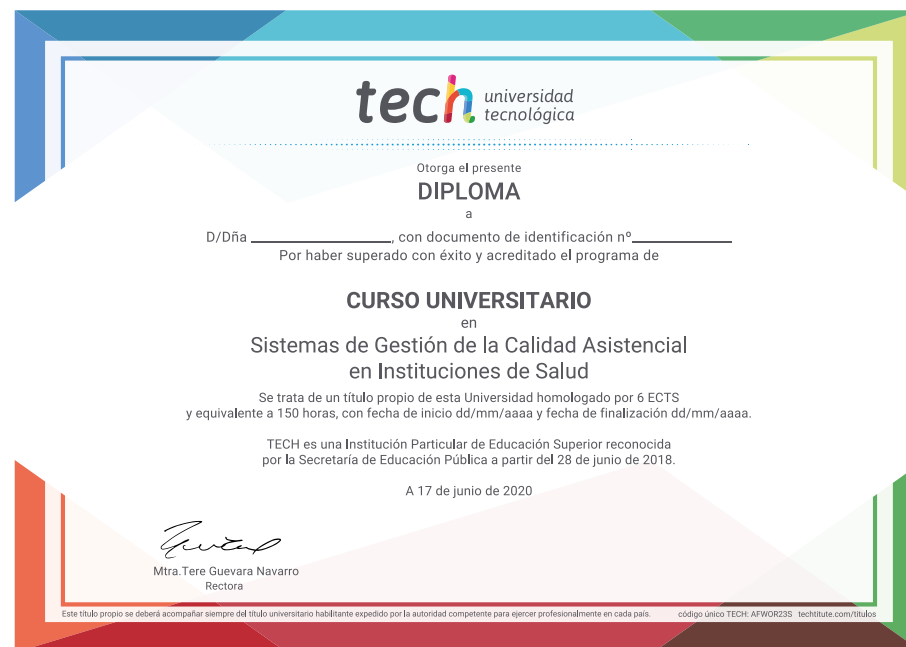 tech universidad
tecnológica
Otorga el presente
DIPLOMA
a
D/Dña ____________________, con documento de identificación nº______________
Por haber superado con éxito y acreditado el programa de
CURSO UNIVERSITARIO
en
Sistemas de Gestión de la Calidad Asistencial
en Instituciones de Salud
Se trata de un título propio de esta Universidad homologado por 6 ECTS
y equivalente a 150 horas, con fecha de inicio dd/mm/aaaa y fecha de finalización dd/mm/aaaa.
TECH es una Institución Particular de Educación Superior reconocida
por la Secretaría de Educación Pública a partir del 28 de junio de 2018.
A 17 de junio de 2020
Mtra.Tere Guevara Navarro
Rectora
Este título propio se deberá acompañar siempre del título universitario habilitante expedido por la autoridad competente para ejercer profesionalmente en cada país. código único TECH: AFWOR23S techtitute.com/titulos